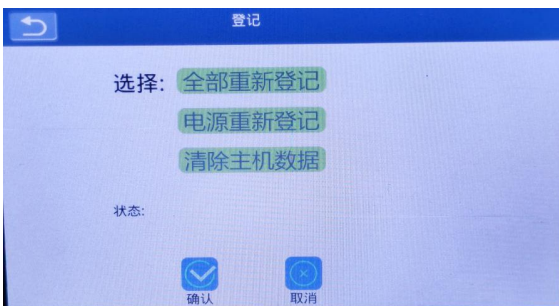 登记
选择: 全部重新登记
电源重新登记
清除主机数据
状态:
确认 取消